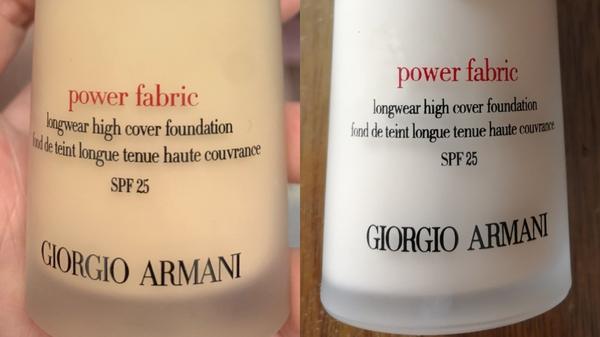 power fabric
longwear high cover foundation
fond de teint longue tenue haute couvrance
SPF 25
GIORGIO ARMANI
power fabric
longwear high cover foundation
fond de teint longue tenue haute couvrance
SPF 25
GIORGIO ARMANI